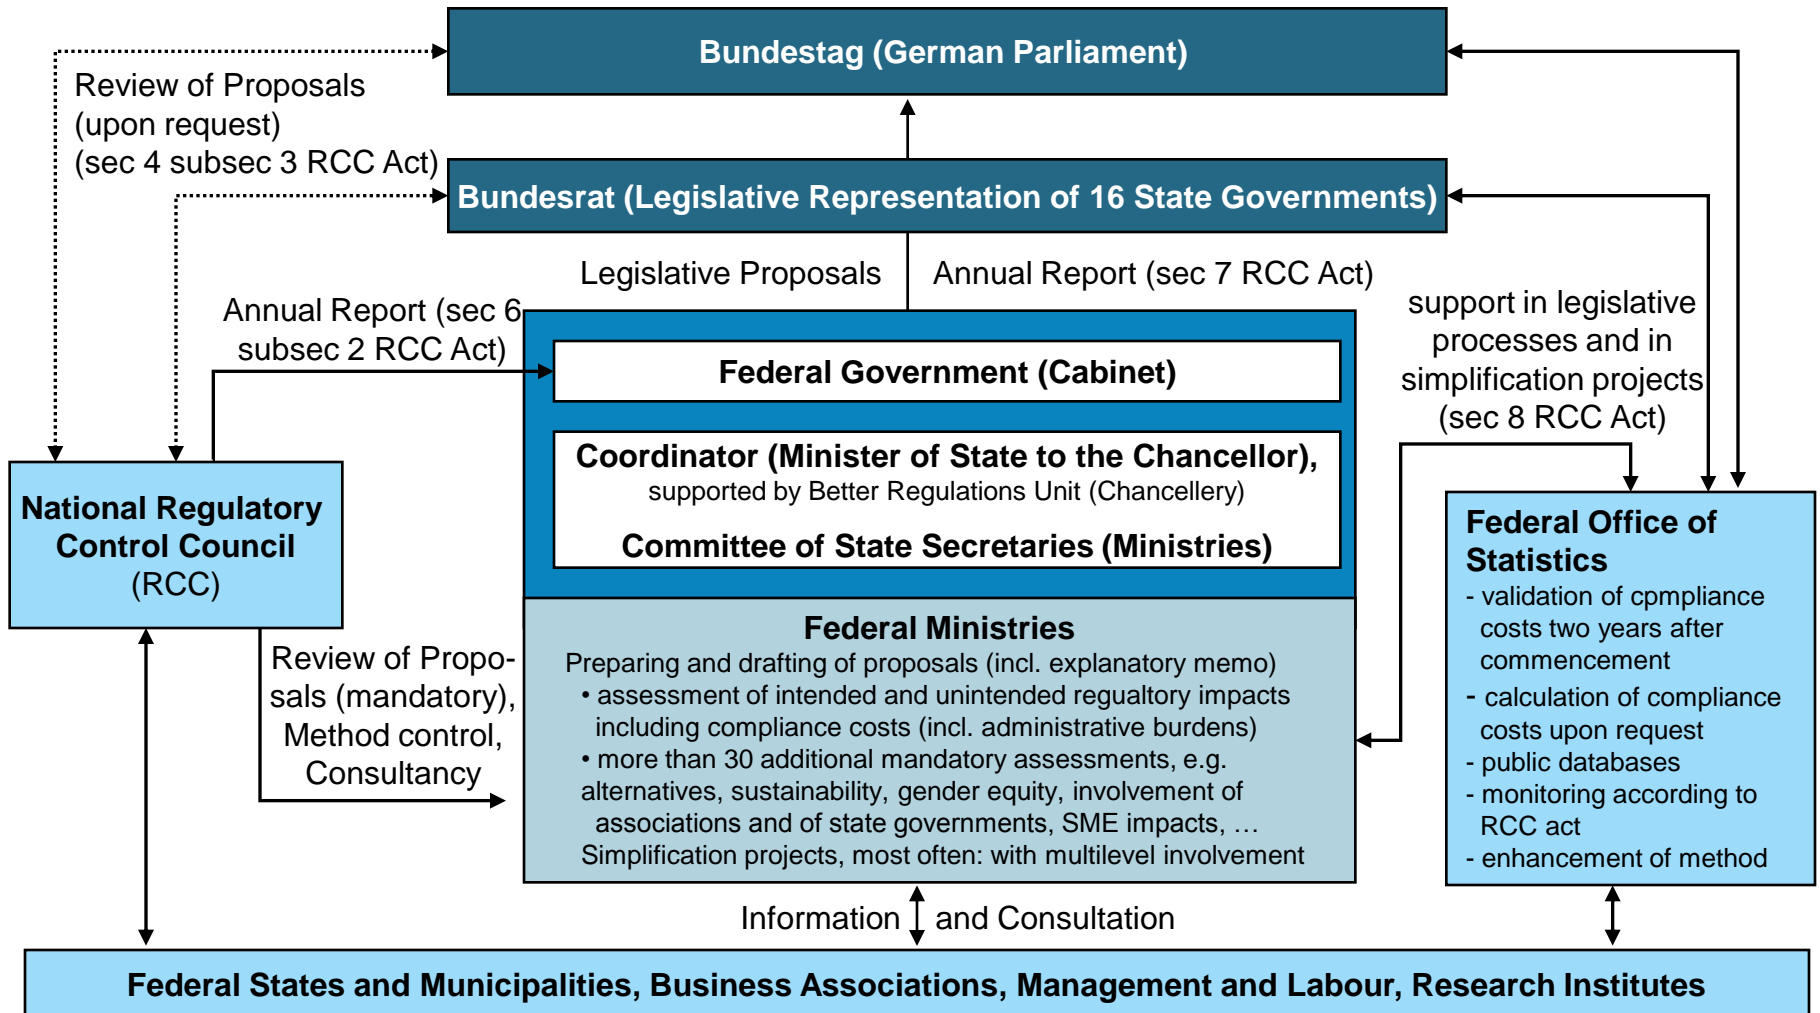 Bundestag (German Parliament)
Review of Proposals
(upon request)
(sec 4 subsec 3 RCC Act)
Bundesrat (Legislative Representation of 16 State Governments)
Legislative Proposals
Annual Report (sec 7 RCC Act)
Annual Report (sec 6
subsec 2 RCC Act)
support in legislative
processes and in
simplification projects
(sec 8 RCC Act)
Federal Government (Cabinet)
Coordinator (Minister of State to the Chancellor),
supported by Better Regulations Unit (Chancellery)
Committee of State Secretaries (Ministries)
National Regulatory
Control Council
(RCC)
Review of Propo-
sals (mandatory),
Method control,
Consultancy
Federal Ministries
Preparing and drafting of proposals (incl. explanatory memo)
• assessment of intended and unintended regualtory impacts
including compliance costs (incl. administrative burdens)
• more than 30 additional mandatory assessments, e.g.
alternatives, sustainability, gender equity, involvement of
associations and of state governments, SME impacts, …
Simplification projects, most often: with multilevel involvement
Federal Office of
Statistics
- validation of cpmpliance
costs two years after
commencement
- calculation of compliance
costs upon request
- public databases
- monitoring according to
RCC act
- enhancement of method
Information and Consultation
Federal States and Municipalities, Business Associations, Management and Labour, Research Institutes